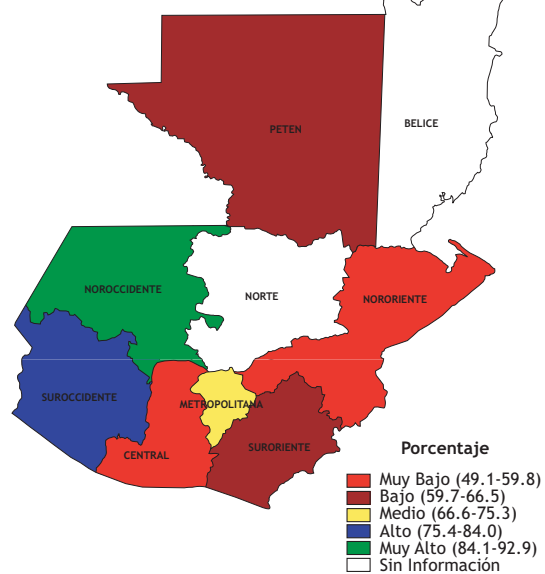 PETEN
BELICE
NOROCCIDENTE
NORTE
NORORIENTE
SUROCCIDENTE
METROPOLITANA
CENTRAL
SURORIENTE
Porcentaje
Muy Bajo (49.1-59.8)
Bajo (59.7-66.5)
Medio (66.6-75.3)
Alto (75.4-84.0)
Muy Alto (84.1-92.9)
Sin Información